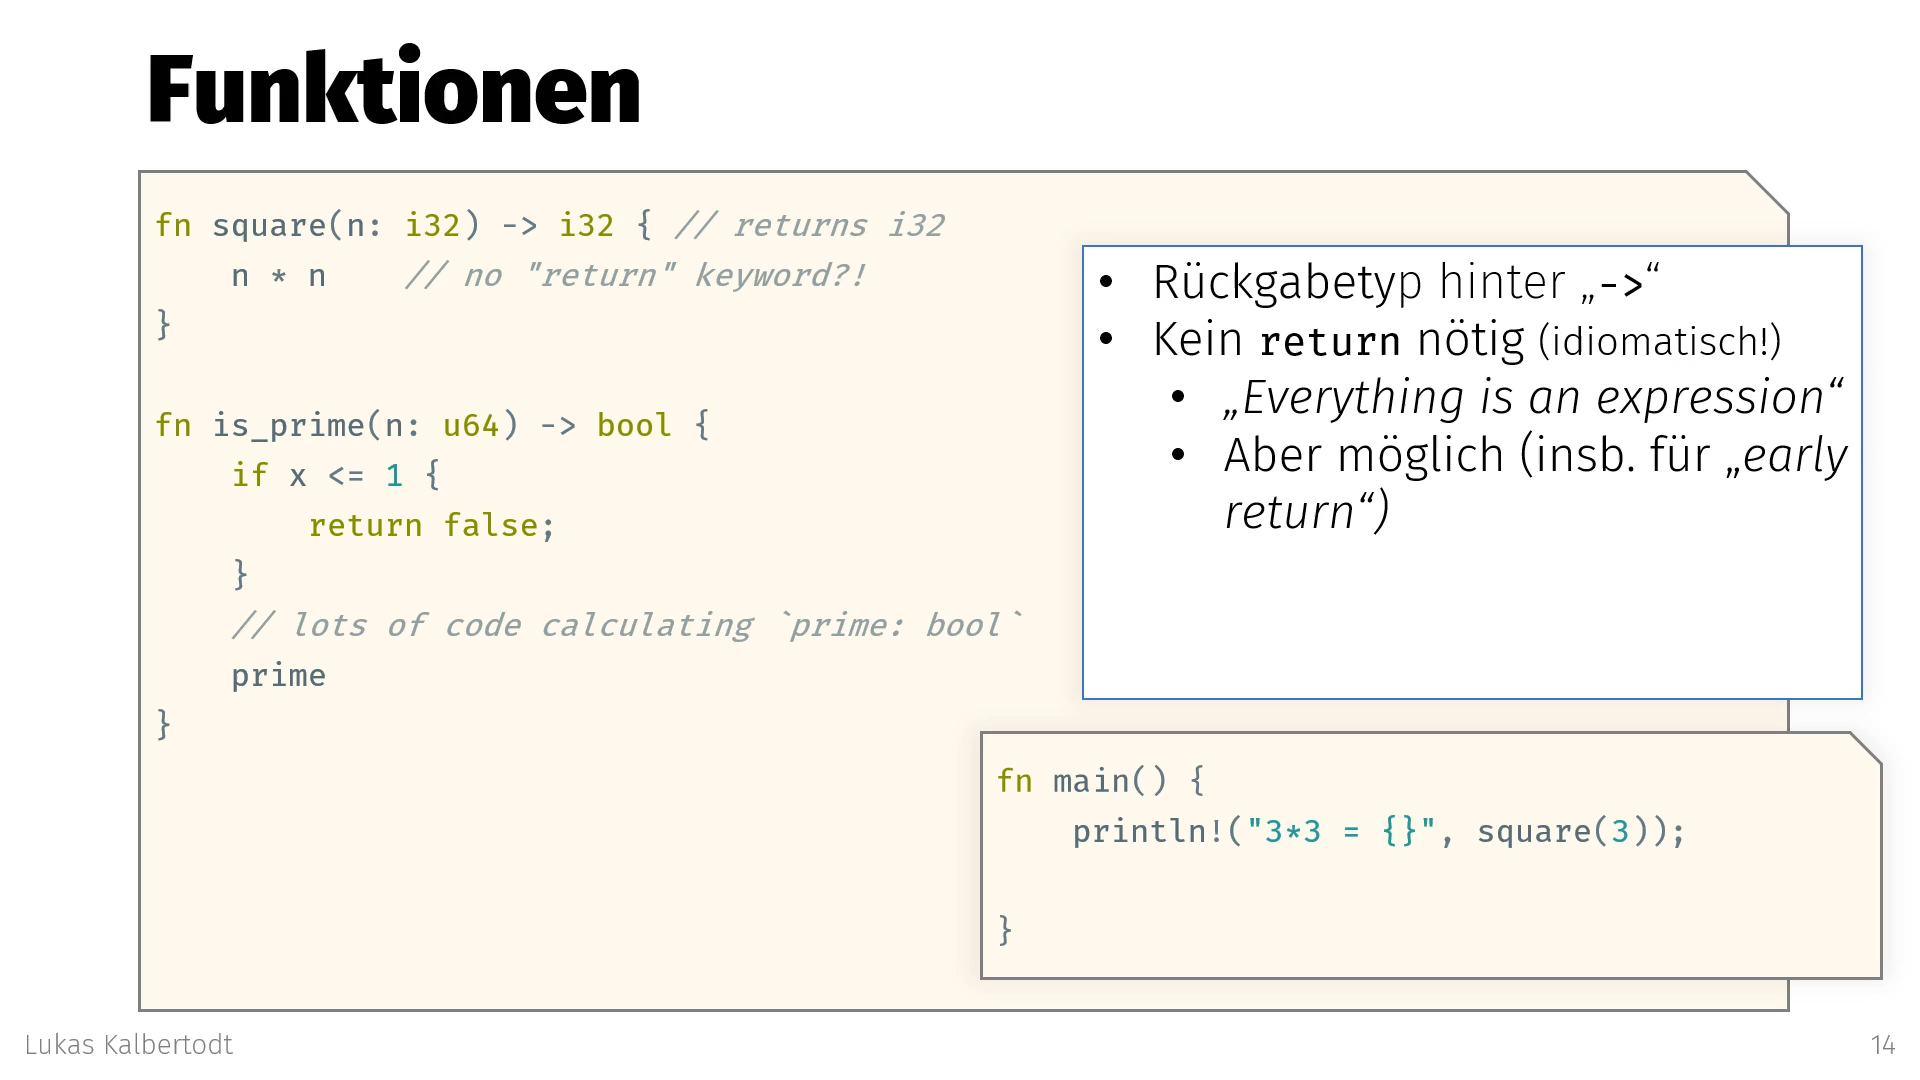 Funktionen
fn square(n: i32) -> i32 { // returns i32
n * n // no "return" keyword?!
}
fn is_prime(n: u64) -> bool {
if x <= 1 {
return false;
}
// lots of code calculating `prime: bool`
prime
}
• Rückgabetyp hinter „->“
• Kein return nötig (idiomatisch!)
• „Everything is an expression“
• Aber möglich (insb. für „early
return“)
fn main() {
println!("3*3 = {}", square(3));
}
Lukas Kalbertodt
14